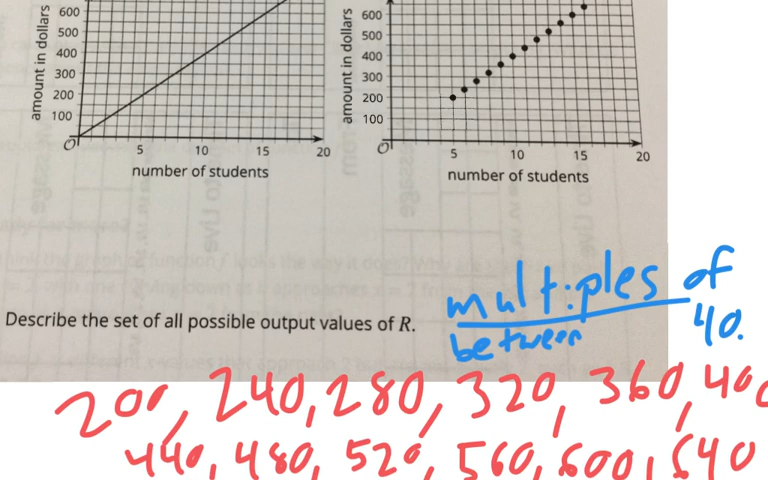 600
500
400
300
200
100
amount in dollars
O
5 10 15 20
number of students
600
500
400
300
200
100
amount in dollars
O
5 10 15 20
number of students
Describe the set of all possible output values of R.
multiples of
between 40.
200, 240, 280, 320, 360, 400
440, 480, 520, 560, 600, 640